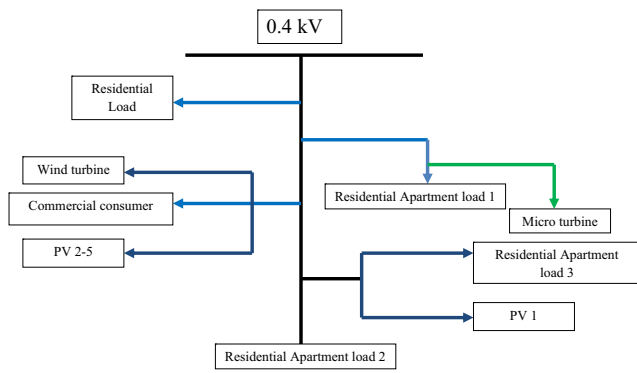 0.4 kV
Residential
Load
Wind turbine
Commercial consumer
PV 2-5
Residential Apartment load 1
Micro turbine
Residential Apartment
load 3
PV 1
Residential Apartment load 2